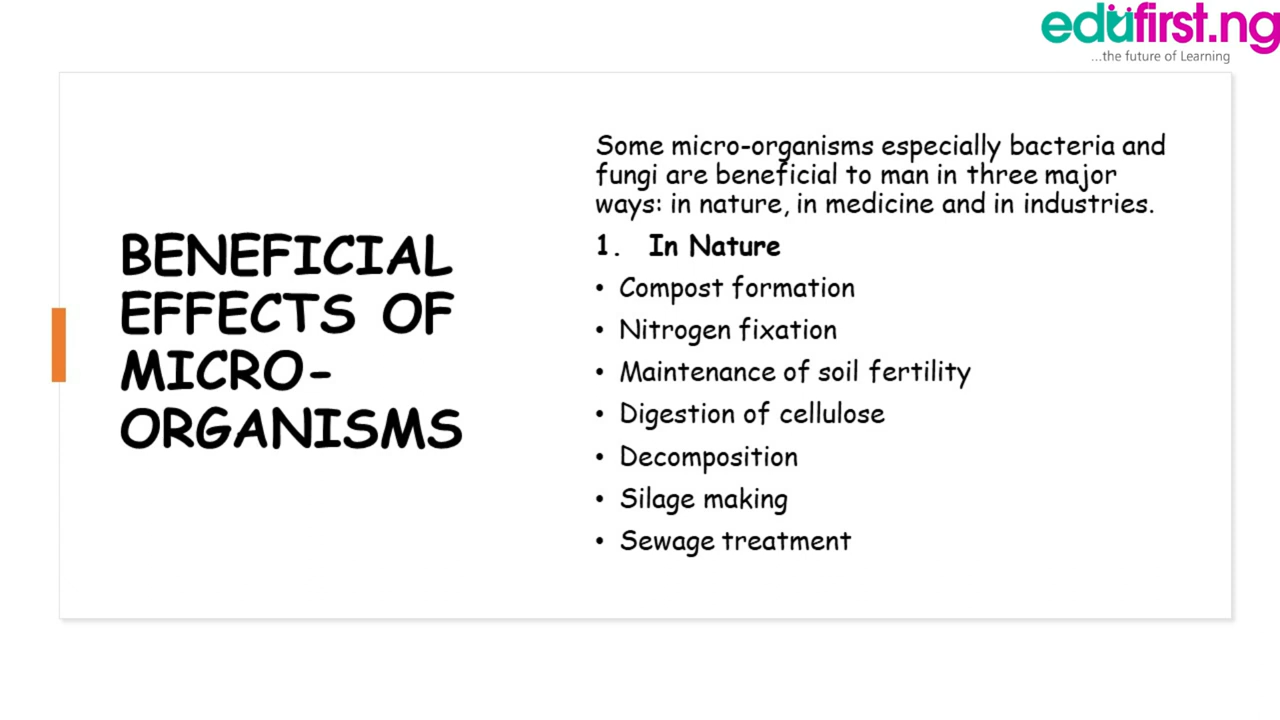 edufirst.ng
...the future of Learning
BENEFICIAL
EFFECTS OF
MICRO-
ORGANISMS
Some micro-organisms especially bacteria and
fungi are beneficial to man in three major
ways: in nature, in medicine and in industries.
1. In Nature
• Compost formation
• Nitrogen fixation
• Maintenance of soil fertility
• Digestion of cellulose
• Decomposition
• Silage making
• Sewage treatment